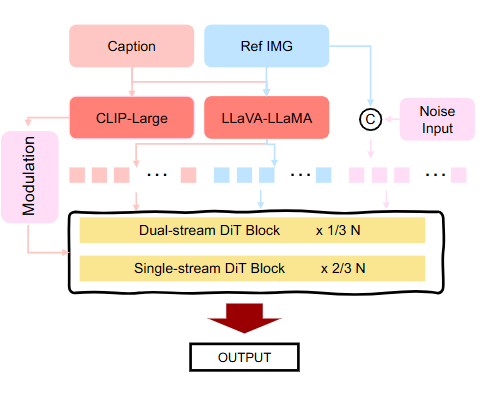 Caption
Ref IMG
CLIP-Large
LLaVA-LLaMA
C
Noise
Input
Modulation
...
...
...
Dual-stream DiT Block x 1/3 N
Single-stream DiT Block x 2/3 N
OUTPUT